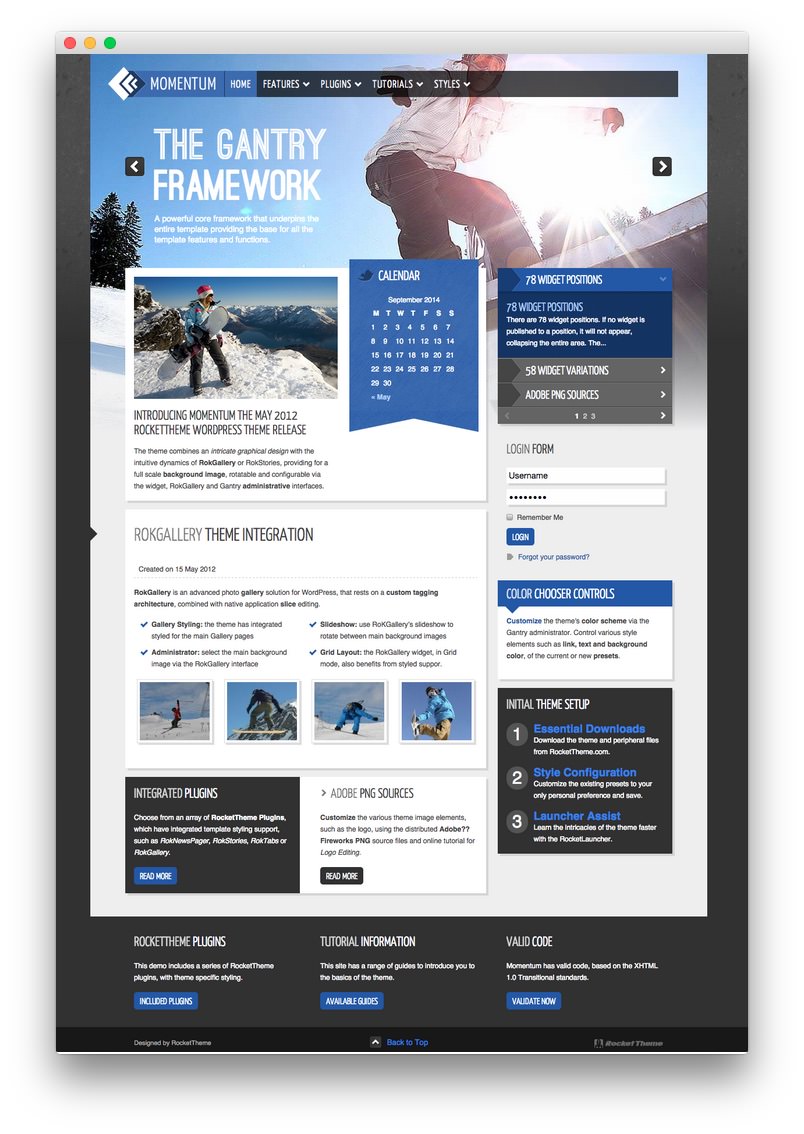 MOMENTUM
HOME FEATURES PLUGINS TUTORIALS STYLES
THE GANTRY
FRAMEWORK
A powerful core framework that underpins the
entire template providing the base for all the
template features and functions.
INTRODUCING MOMENTUM THE MAY 2012
ROCKETTHEME WORDPRESS THEME RELEASE
The theme combines an intricate graphical design with the
intuitive dynamics of RokGallery or RokStories, providing for a
full scale background image, rotatable and configurable via
the widget, RokGallery and Gantry administrative interfaces.
CALENDAR
September 2014
M T W T F S S
1 2 3 4 5 6 7
8 9 10 11 12 13 14
15 16 17 18 19 20 21
22 23 24 25 26 27 28
29 30
« May
78 WIDGET POSITIONS
78 WIDGET POSITIONS
There are 78 widget positions. If no widget is
published to a position, it will not appear,
collapsing the entire area. The...
58 WIDGET VARIATIONS
ADOBE PNG SOURCES
1 2 3
LOGIN FORM
Username
••••••••
Remember Me
LOGIN
Forgot your password?
ROKGALLERY THEME INTEGRATION
Created on 15 May 2012
RokGallery is an advanced photo gallery solution for WordPress, that rests on a custom tagging
architecture, combined with native application slice editing.
Gallery Styling: the theme has integrated
styled for the main Gallery pages
Administrator: select the main background
image via the RokGallery interface
Slideshow: use RoKGallery's slideshow to
rotate between main background images
Grid Layout: the RokGallery widget, in Grid
mode, also benefits from styled suppor.
COLOR CHOOSER CONTROLS
Customize the theme's color scheme via the
Gantry administrator. Control various style
elements such as link, text and background
color, of the current or new presets.
INITIAL THEME SETUP
1 Essential Downloads
Download the theme and peripheral files
from RocketTheme.com.
2 Style Configuration
Customize the existing presets to your
only personal preference and save.
3 Launcher Assist
Learn the intricacies of the theme faster
with the RocketLauncher.
INTEGRATED PLUGINS
Choose from an array of RocketTheme Plugins,
which have integrated template styling support,
such as RokNewsPager, RokStories, RokTabs or
RokGallery.
READ MORE
ADOBE PNG SOURCES
Customize the various theme image elements,
such as the logo, using the distributed Adobe??
Fireworks PNG source files and online tutorial for
Logo Editing.
READ MORE
ROCKETTHEME PLUGINS
This demo includes a series of RocketTheme
plugins, with theme specific styling.
INCLUDED PLUGINS
TUTORIAL INFORMATION
This site has a range of guides to introduce you to
the basics of the theme.
AVAILABLE GUIDES
VALID CODE
Momentum has valid code, based on the XHTML
1.0 Transitional standards.
VALIDATE NOW
Designed by RocketTheme
Back to Top
Rocket Theme